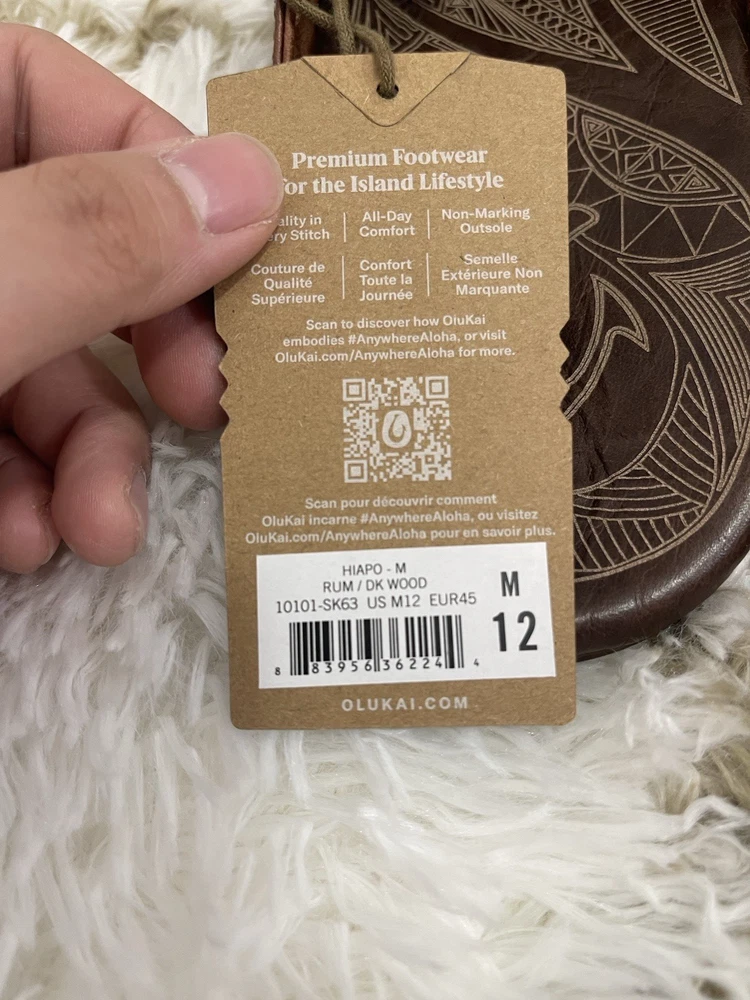 Premium Footwear
for the Island Lifestyle
All-Day
Comfort
Non-Marking
Outsole
Stitch
Couture de
Qualité
Supérieure
Confort
Toute la
Journée
Semelle
Extérieure Non
Marquante
Scan to discover how OluKai
embodies #AnywhereAloha, or visit
OluKai.com/AnywhereAloha for more.
Scan pour découvrir comment
OluKai incarne #AnywhereAloha, ou visitez
OluKai.com/AnywhereAloha pour en savoir plus.
HIAPO - M
RUM / DK WOOD
10101-SK63 US M12 EUR45
M
12
8 83956 36224 4
OLUKAI.COM